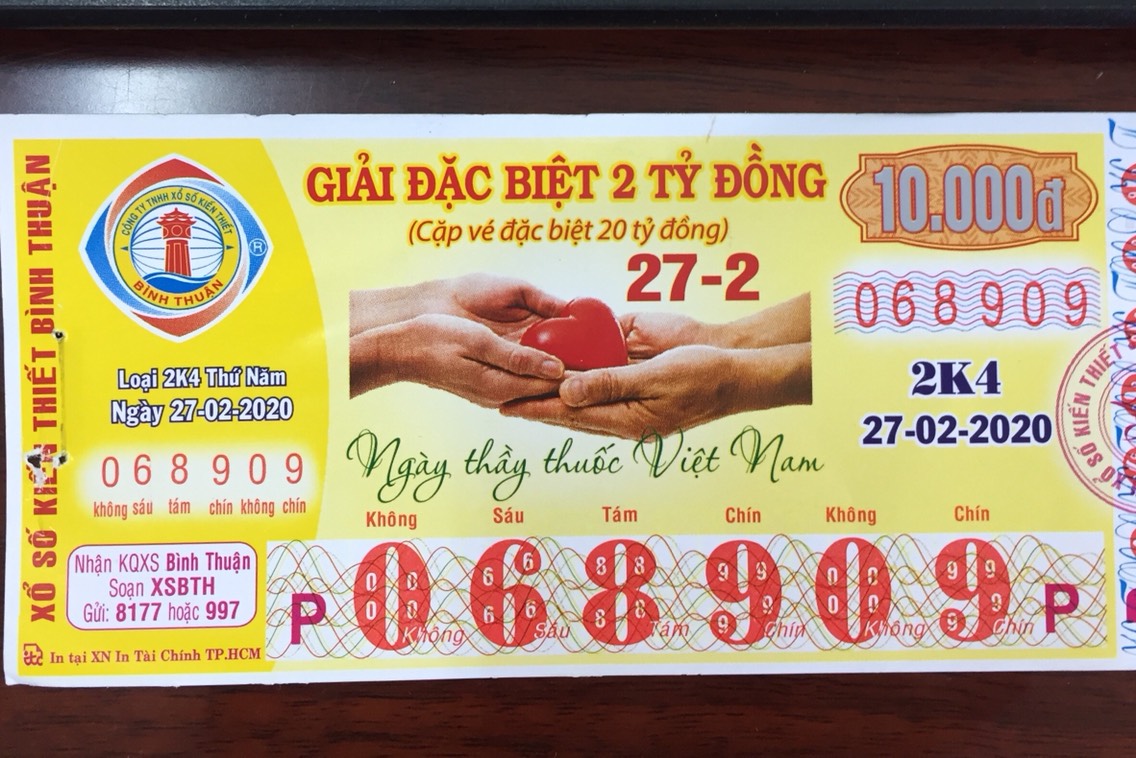 XỔ SỐ KIẾN THIẾT BÌNH THUẬN
CÔNG TY TNHH XỔ SỐ KIẾN THIẾT
BÌNH THUẬN
®
Loại 2K4 Thứ Năm
Ngày 27-02-2020
068909
không sáu tám chín không chín
Nhận KQXS Bình Thuận
Soạn XSBTH
Gửi: 8177 hoặc 997
In tại XN In Tài Chính TP.HCM
GIẢI ĐẶC BIỆT 2 TỶ ĐỒNG
(Cặp vé đặc biệt 20 tỷ đồng)
27-2
Ngày thầy thuốc Việt Nam
10.000đ
068909
2K4
27-02-2020
XỔ SỐ KIẾN THIẾT
Không Sáu Tám Chín Không Chín
P 068909 P
Không Sáu Tám Chín Không Chín